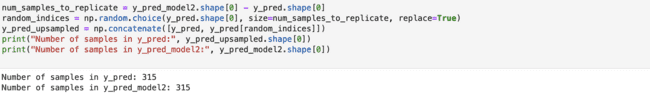 num_samples_to_replicate = y_pred_model2.shape[0] - y_pred.shape[0]
random_indices = np.random.choice(y_pred.shape[0], size=num_samples_to_replicate, replace=True)
y_pred_upsampled = np.concatenate([y_pred, y_pred[random_indices]])
print("Number of samples in y_pred:", y_pred_upsampled.shape[0])
print("Number of samples in y_pred_model2:", y_pred_model2.shape[0])
Number of samples in y_pred: 315
Number of samples in y_pred_model2: 315